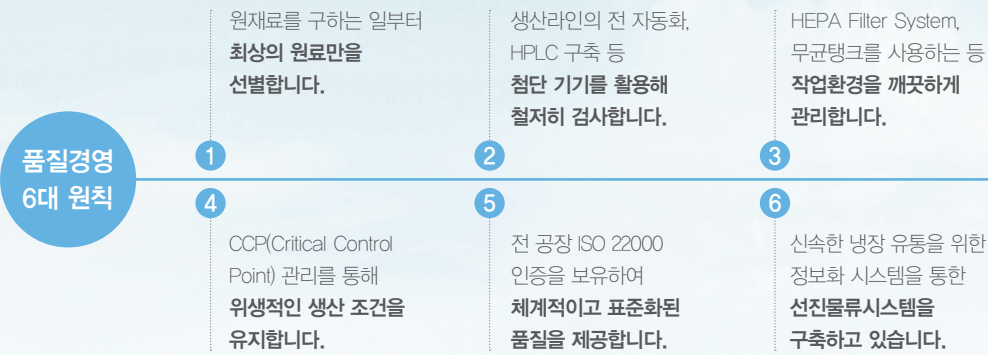 품질경영
6대 원칙
1
원재료를 구하는 일부터
최상의 원료만을
선별합니다.
2
생산라인의 전 자동화,
HPLC 구축 등
첨단 기기를 활용해
철저히 검사합니다.
3
HEPA Filter System,
무균탱크를 사용하는 등
작업환경을 깨끗하게
관리합니다.
4
CCP(Critical Control
Point) 관리를 통해
위생적인 생산 조건을
유지합니다.
5
전 공장 ISO 22000
인증을 보유하여
체계적이고 표준화된
품질을 제공합니다.
6
신속한 냉장 유통을 위한
정보화 시스템을 통한
선진물류시스템을
구축하고 있습니다.